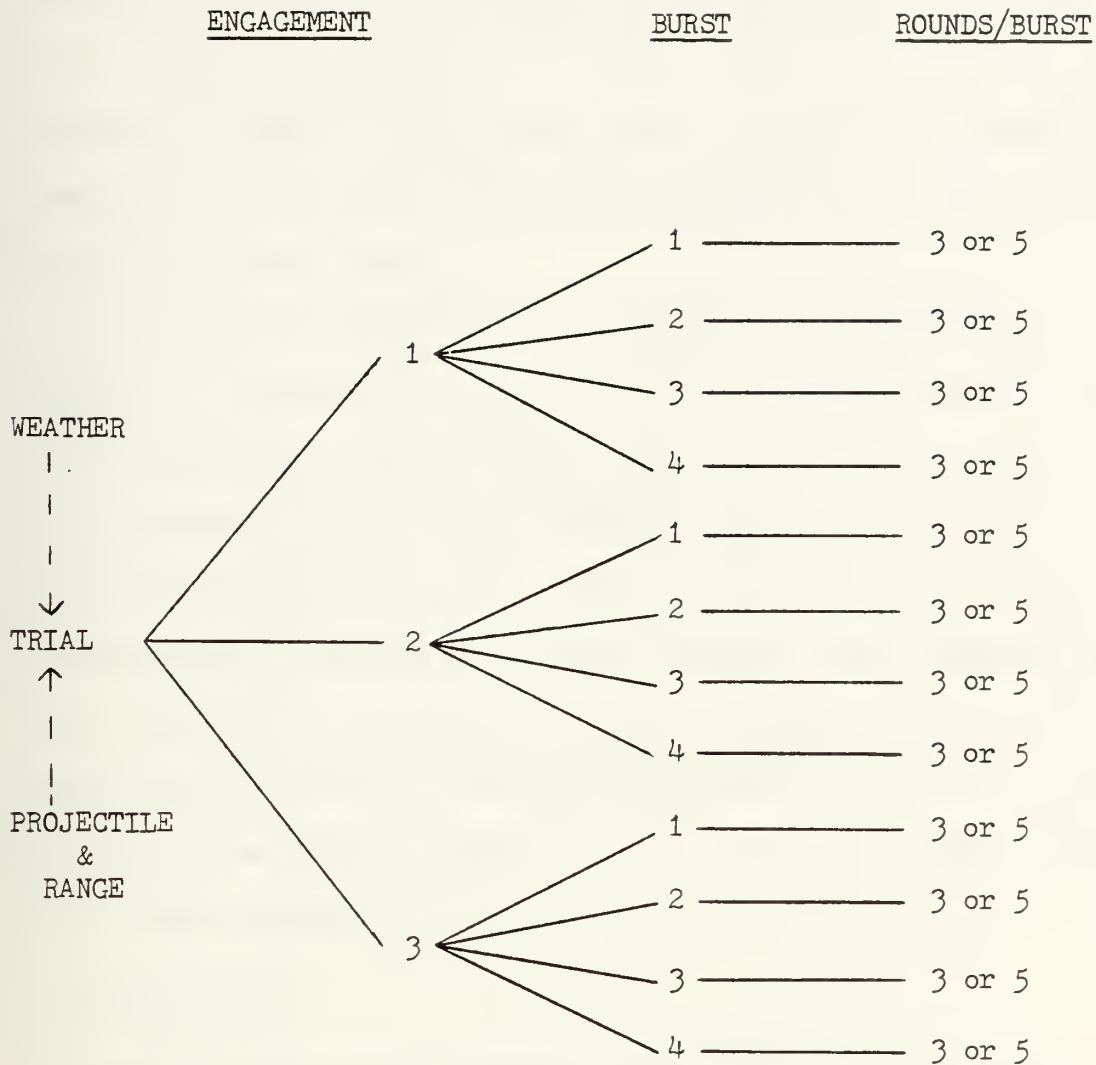 ENGAGEMENT BURST ROUNDS/BURST
1 3 or 5
2 3 or 5
1
3 3 or 5
WEATHER
4 3 or 5
1 3 or 5
2 3 or 5
TRIAL 2
3 3 or 5
4 3 or 5
PROJECTILE
&
RANGE
1 3 or 5
2 3 or 5
3
3 3 or 5
4 3 or 5